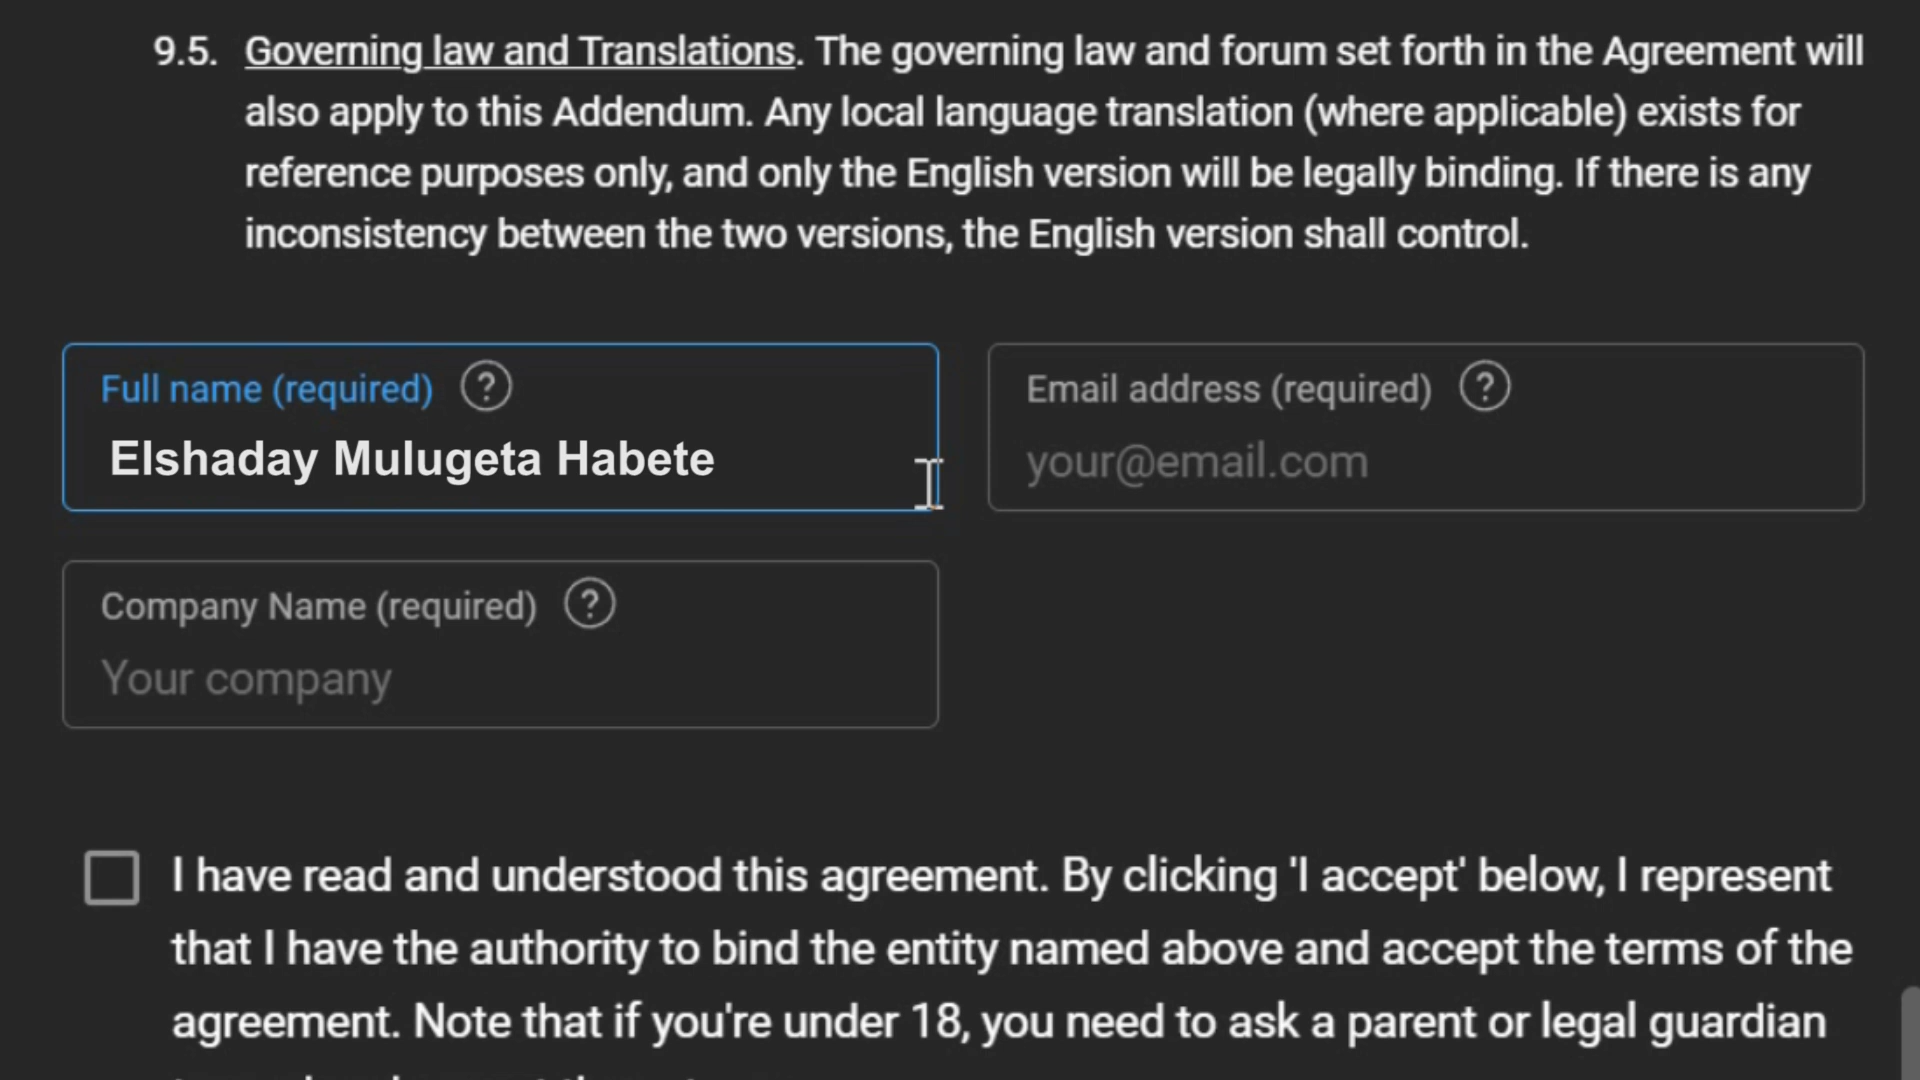 9.5. Governing law and Translations. The governing law and forum set forth in the Agreement will
also apply to this Addendum. Any local language translation (where applicable) exists for
reference purposes only, and only the English version will be legally binding. If there is any
inconsistency between the two versions, the English version shall control.
Full name (required) ?
Elshaday Mulugeta Habete
Email address (required) ?
your@email.com
Company Name (required) ?
Your company
I have read and understood this agreement. By clicking 'I accept' below, I represent
that I have the authority to bind the entity named above and accept the terms of the
agreement. Note that if you're under 18, you need to ask a parent or legal guardian